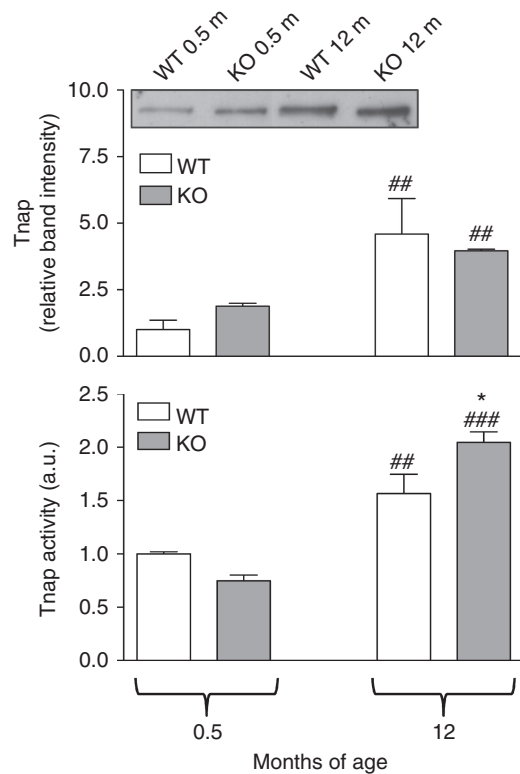 WT 0.5 m KO 0.5 m WT 12 m KO 12 m
Tnap
(relative band intensity)
10.0
7.5
5.0
2.5
0.0
WT
KO
##
##
Tnap activity (a.u.)
2.5
2.0
1.5
1.0
0.5
0.0
WT
KO
##
*
###
0.5 12
Months of age